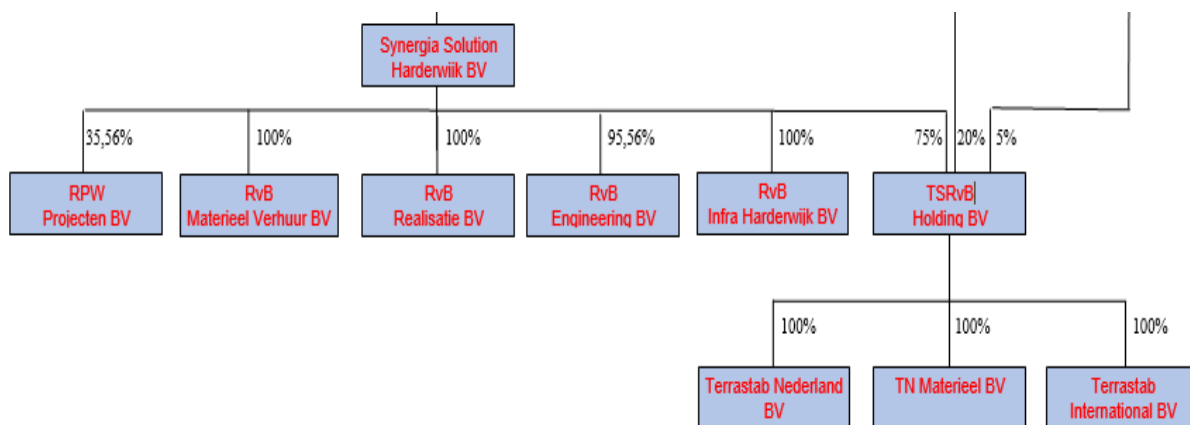 Synergia Solution
Harderwiik BV
35,56%
100%
100%
95,56%
100%
75%
20%
5%
RPW
Projecten BV
RvB
Materieel Verhuur BV
RvB
Realisatie BV
RvB
Engineering BV
RvB
Infra Harderwijk BV
TSRvB
Holding BV
100%
100%
100%
Terrastab Nederland
BV
TN Materieel BV
Terrastab
International BV